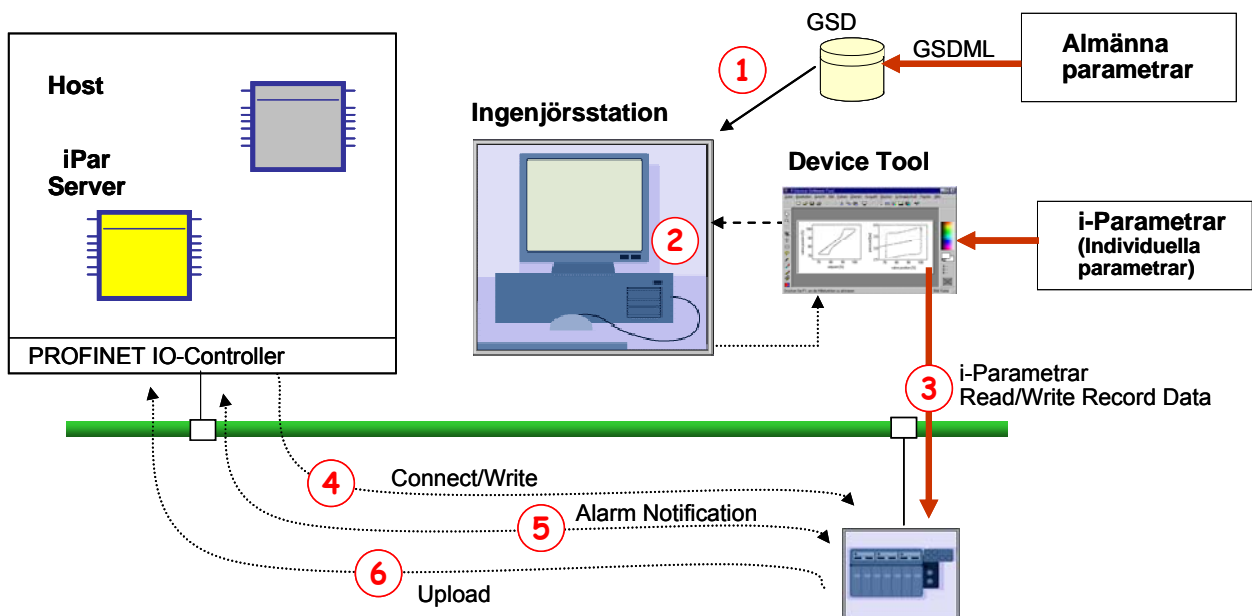 GSD
GSDML
Almänna
parametrar
1
Host
Ingenjörsstation
iPar
Server
Device Tool
2
i-Parametrar
(Individuella
parametrar)
PROFINET IO-Controller
3
i-Parametrar
Read/Write Record Data
4
Connect/Write
5
Alarm Notification
6
Upload